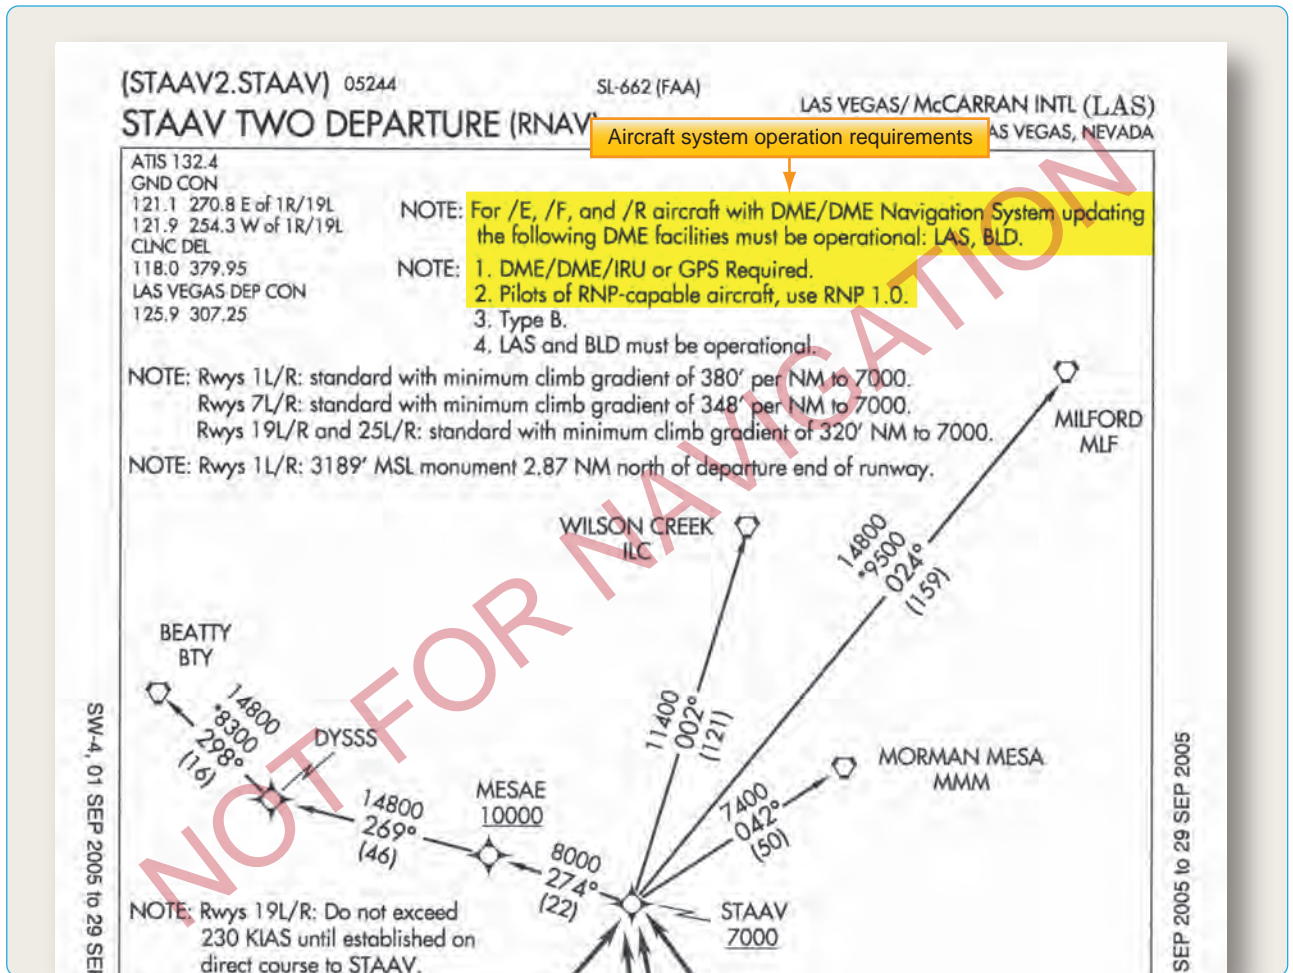 (STAAV2.STAAV) 05244
SL-662 (FAA)
LAS VEGAS/ McCARRAN INTL (LAS)
STAAV TWO DEPARTURE (RNAV)
AS VEGAS, NEVADA
Aircraft system operation requirements
ATIS 132.4
GND CON
121.1 270.8 E of 1R/19L
121.9 254.3 W of 1R/19L
CLNC DEL
118.0 379.95
LAS VEGAS DEP CON
125.9 307.25
NOTE: For /E, /F, and /R aircraft with DME/DME Navigation System updating
the following DME facilities must be operational: LAS, BLD.
NOTE: 1. DME/DME/IRU or GPS Required.
2. Pilots of RNP-capable aircraft, use RNP 1.0.
3. Type B.
4. LAS and BLD must be operational.
NOTE: Rwys 1L/R: standard with minimum climb gradient of 380' per NM to 7000.
Rwys 7L/R: standard with minimum climb gradient of 348' per NM to 7000.
Rwys 19L/R and 25L/R: standard with minimum climb gradient of 320' NM to 7000.
NOTE: Rwys 1L/R: 3189' MSL monument 2.87 NM north of departure end of runway.
MILFORD
MLF
WILSON CREEK
ILC
14800
*9500
024°
(159)
BEATTY
BTY
14800
*8300
298°
(16)
DYSSS
11400
002°
(121)
MORMAN MESA
MMM
MESAE
10000
14800
269°
(46)
7400
042°
(50)
8000
274°
(22)
STAAV
7000
NOTE: Rwys 19L/R: Do not exceed
230 KIAS until established on
direct course to STAAV.
SW-4, 01 SEP 2005 to 29 SEP
SEP 2005 to 29 SEP 2005
NOT FOR NAVIGATION